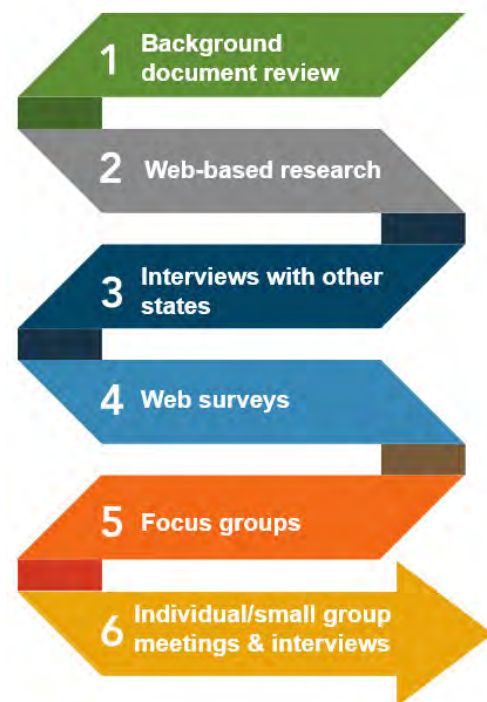 1
Background
document review
2
Web-based research
3
Interviews with other
states
4
Web surveys
5
Focus groups
6
Individual/small group
meetings & interviews